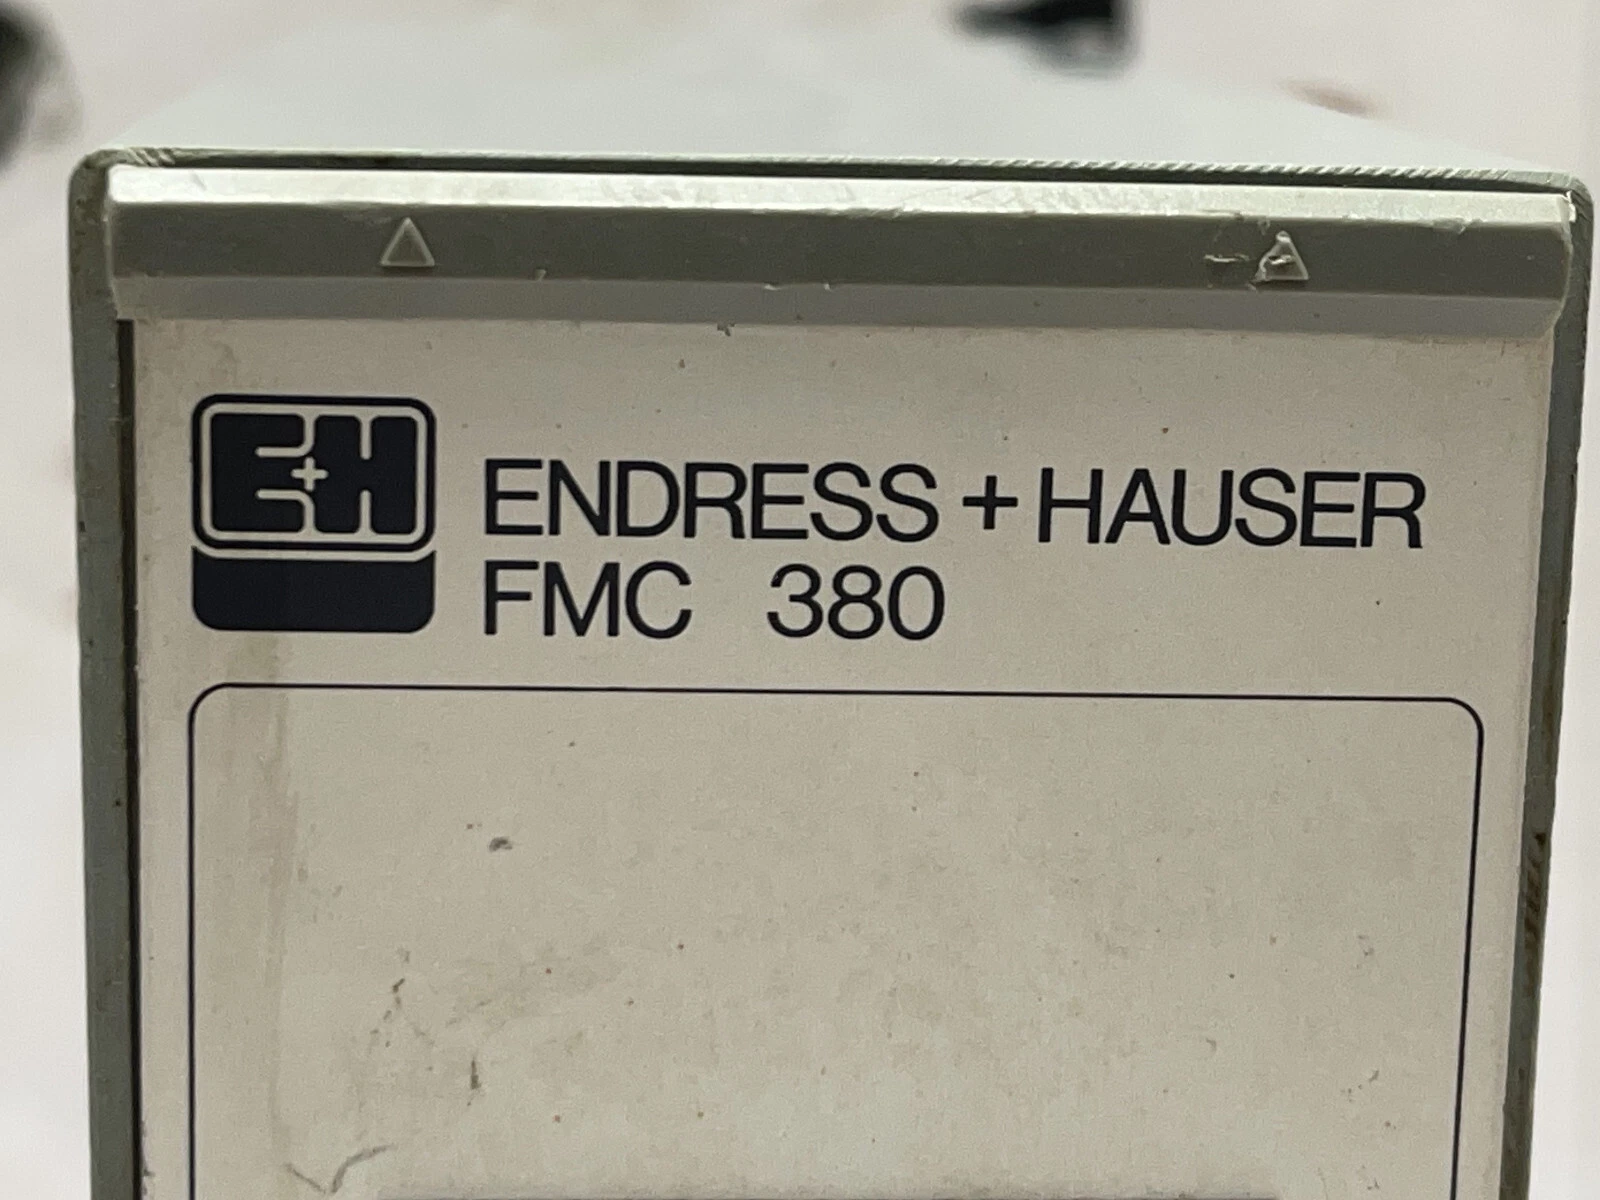 E+H
ENDRESS + HAUSER
FMC 380